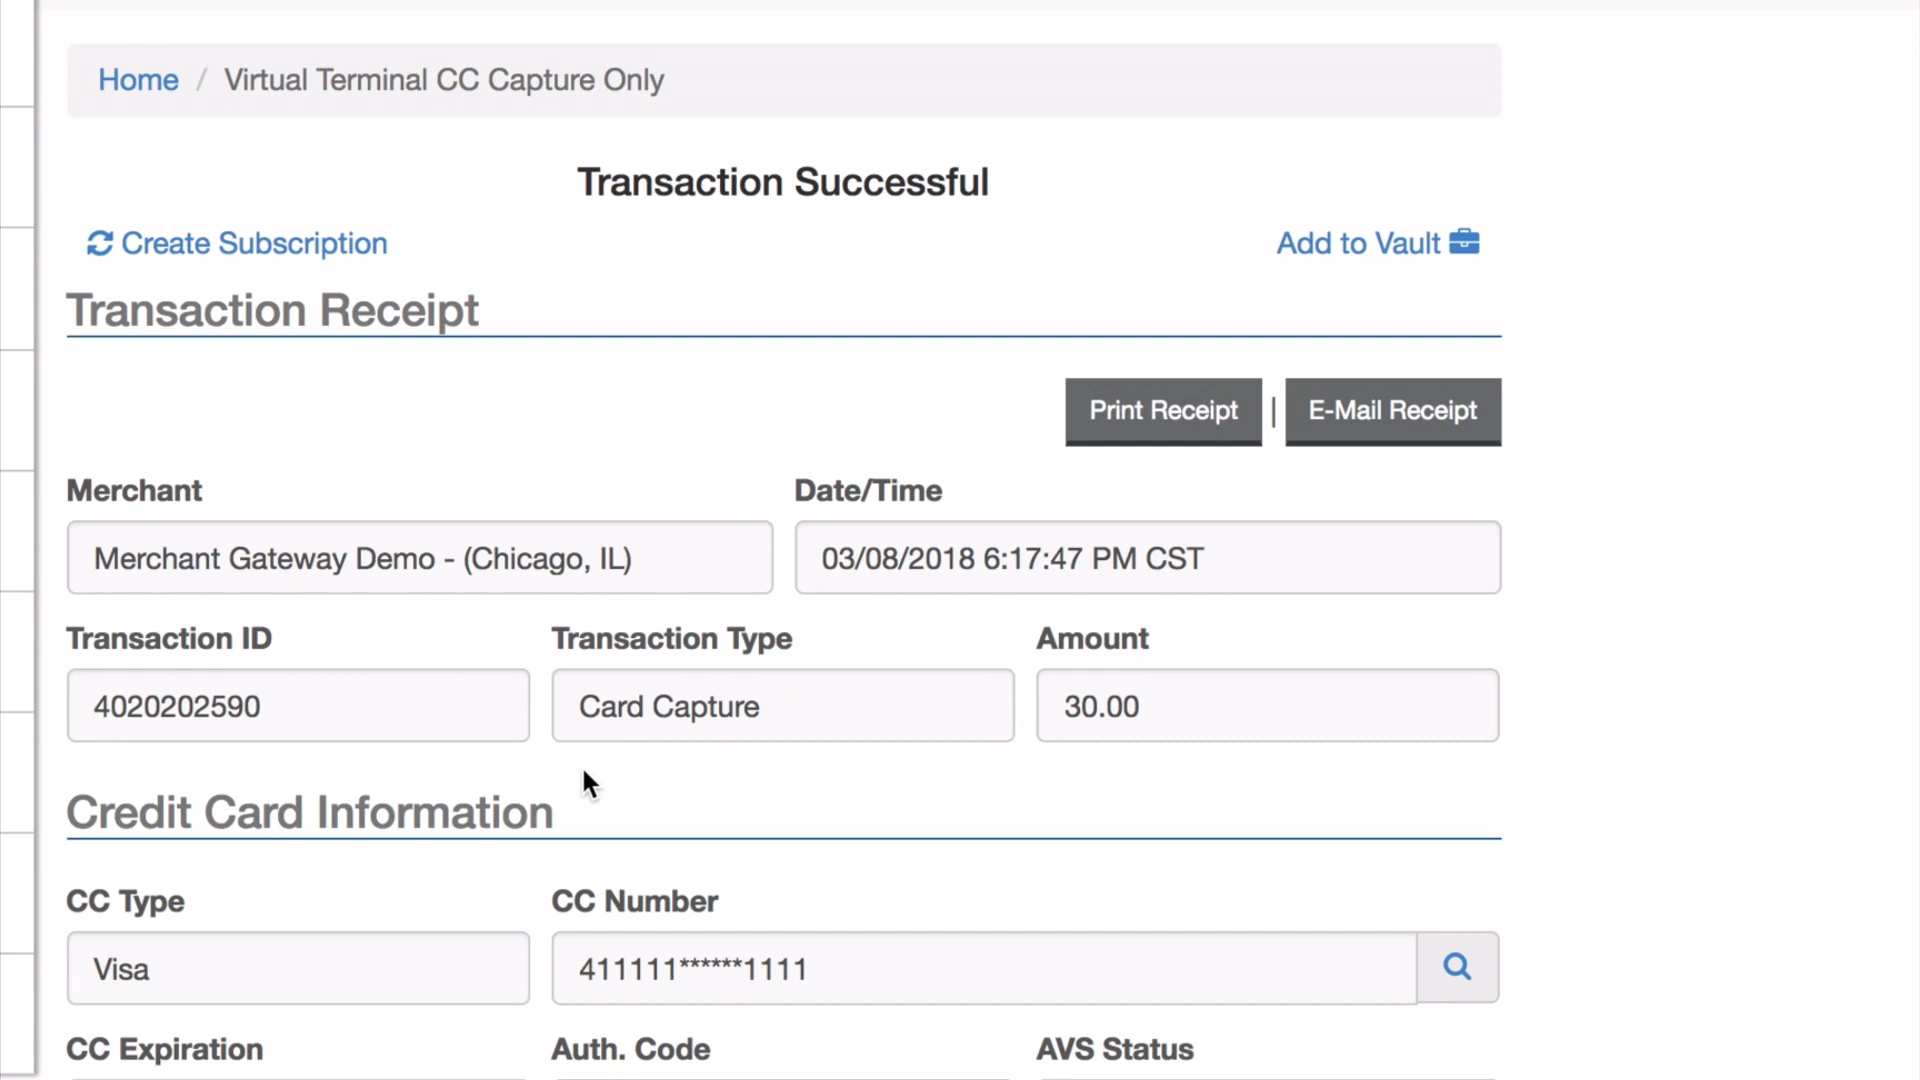 Home / Virtual Terminal CC Capture Only
Transaction Successful
Create Subscription
Add to Vault
Transaction Receipt
Print Receipt | E-Mail Receipt
Merchant
Date/Time
Merchant Gateway Demo - (Chicago, IL)
03/08/2018 6:17:47 PM CST
Transaction ID
Transaction Type
Amount
4020202590
Card Capture
30.00
Credit Card Information
CC Type
CC Number
Visa
411111******1111
CC Expiration
Auth. Code
AVS Status